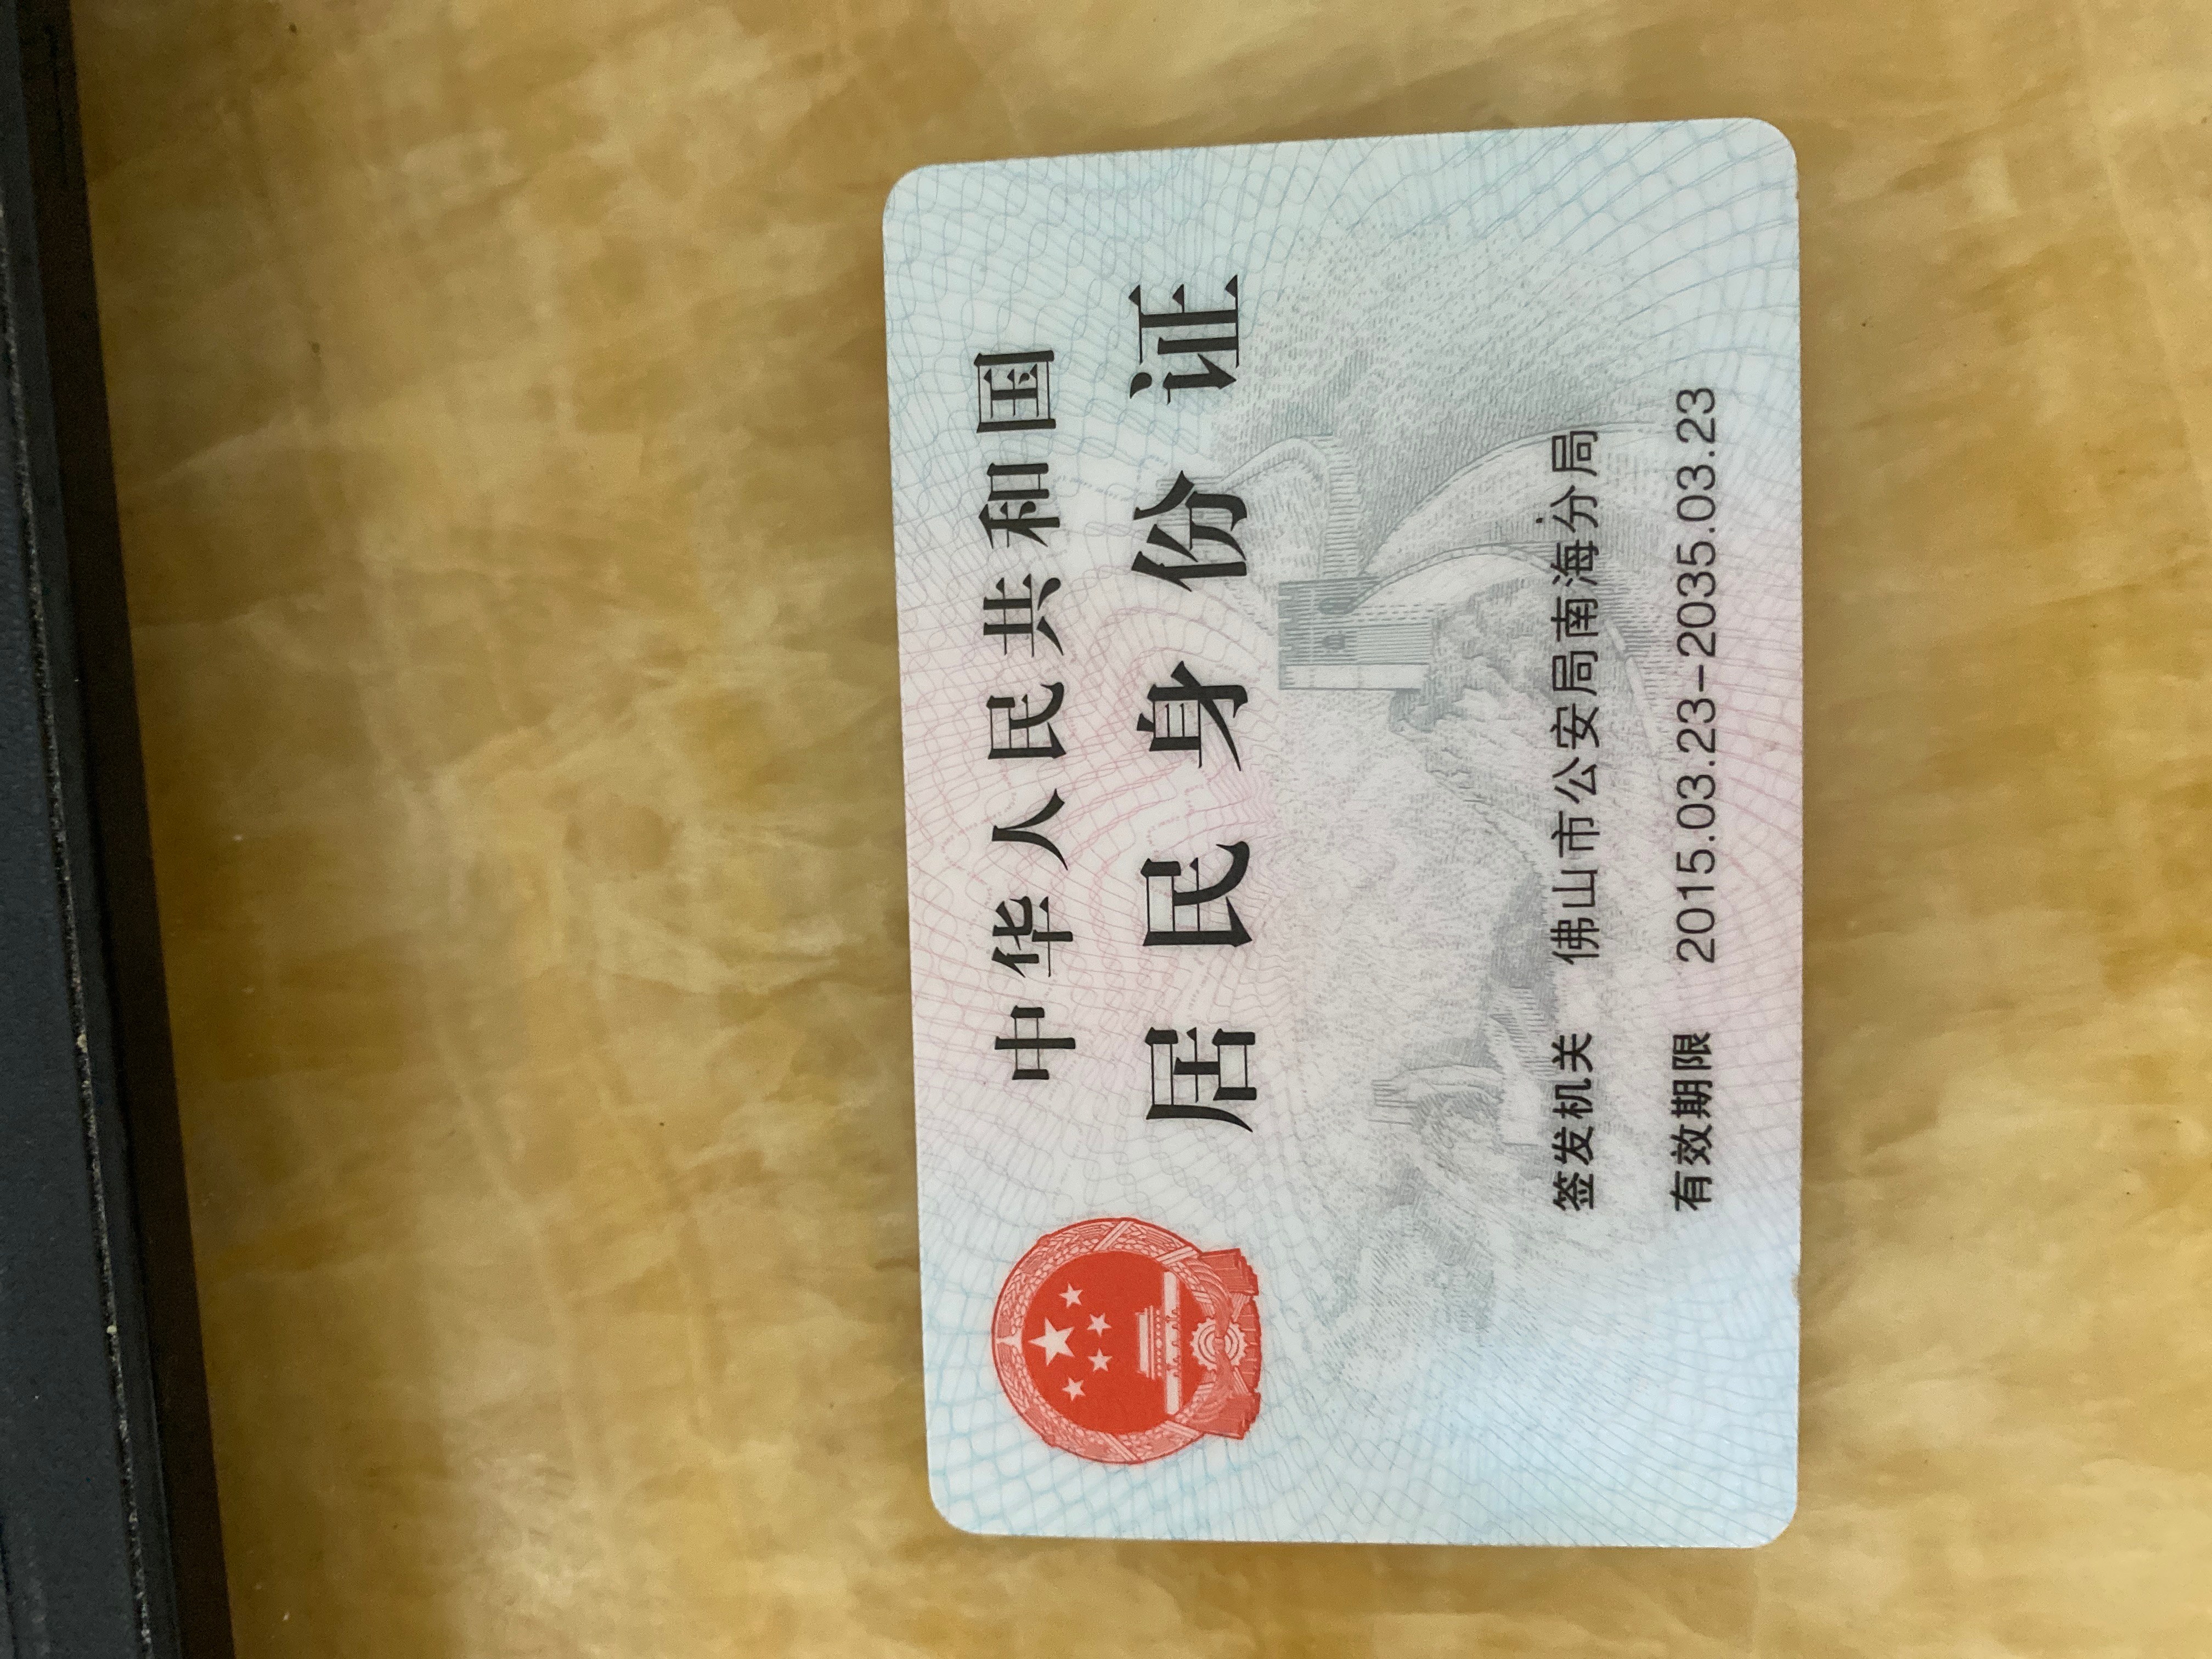 中华人民共和国
居民身份证
签发机关 佛山市公安局南海分局
有效期限 2015.03.23-2035.03.23